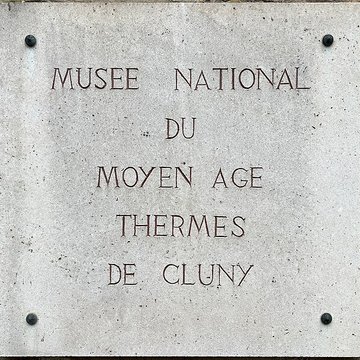 MUSEE NATIONAL
DU
MOYEN AGE
THERMES
DE CLUNY